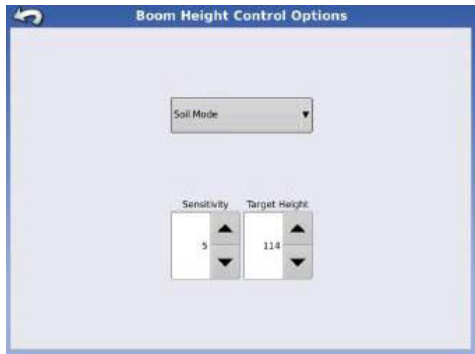 Boom Height Control Options
Soil Mode
Sensitivity Target Height
5 114